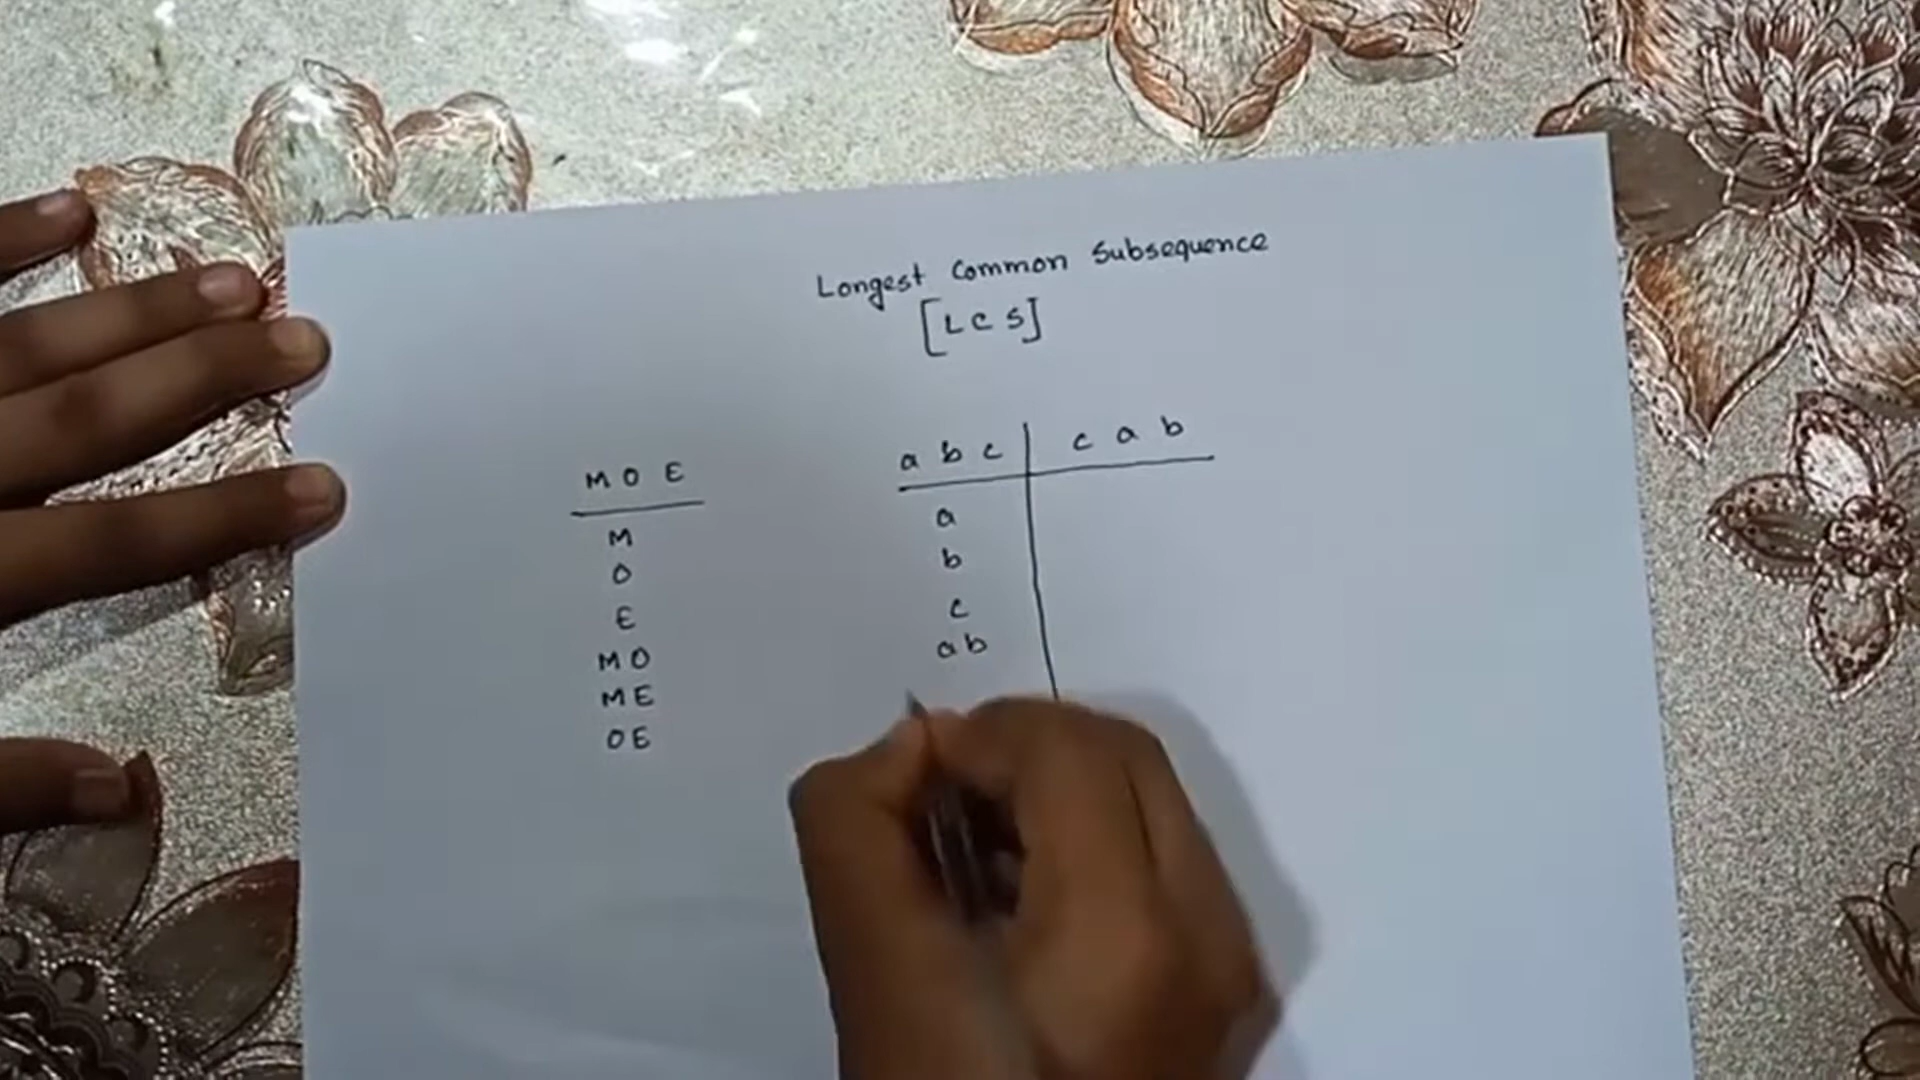 Longest Common Subsequence
[LCS]
M O E
M
O
E
MO
ME
OE
a b c | c a b
a
b
c
ab